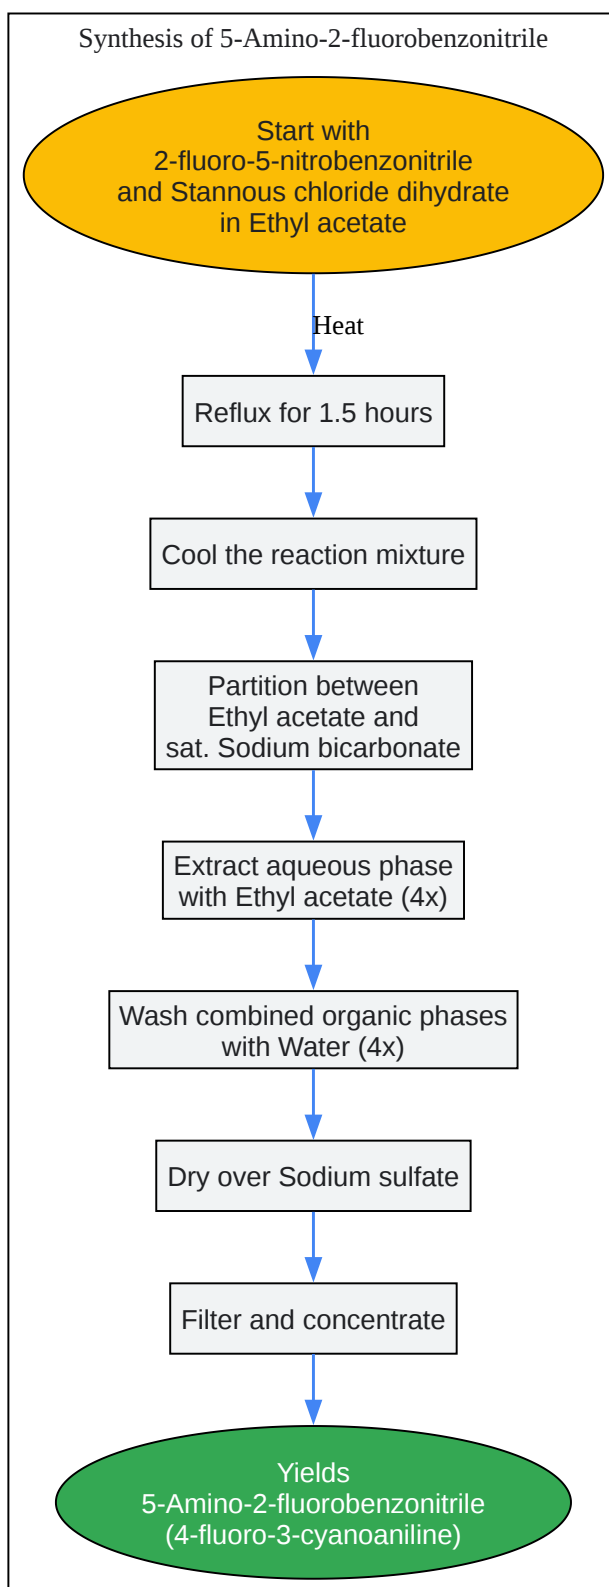 Synthesis of 5-Amino-2-fluorobenzonitrile
Start with
2-fluoro-5-nitrobenzonitrile
and Stannous chloride dihydrate
in Ethyl acetate
Heat
Reflux for 1.5 hours
Cool the reaction mixture
Partition between
Ethyl acetate and
sat. Sodium bicarbonate
Extract aqueous phase
with Ethyl acetate (4x)
Wash combined organic phases
with Water (4x)
Dry over Sodium sulfate
Filter and concentrate
Yields
5-Amino-2-fluorobenzonitrile
(4-fluoro-3-cyanoaniline)